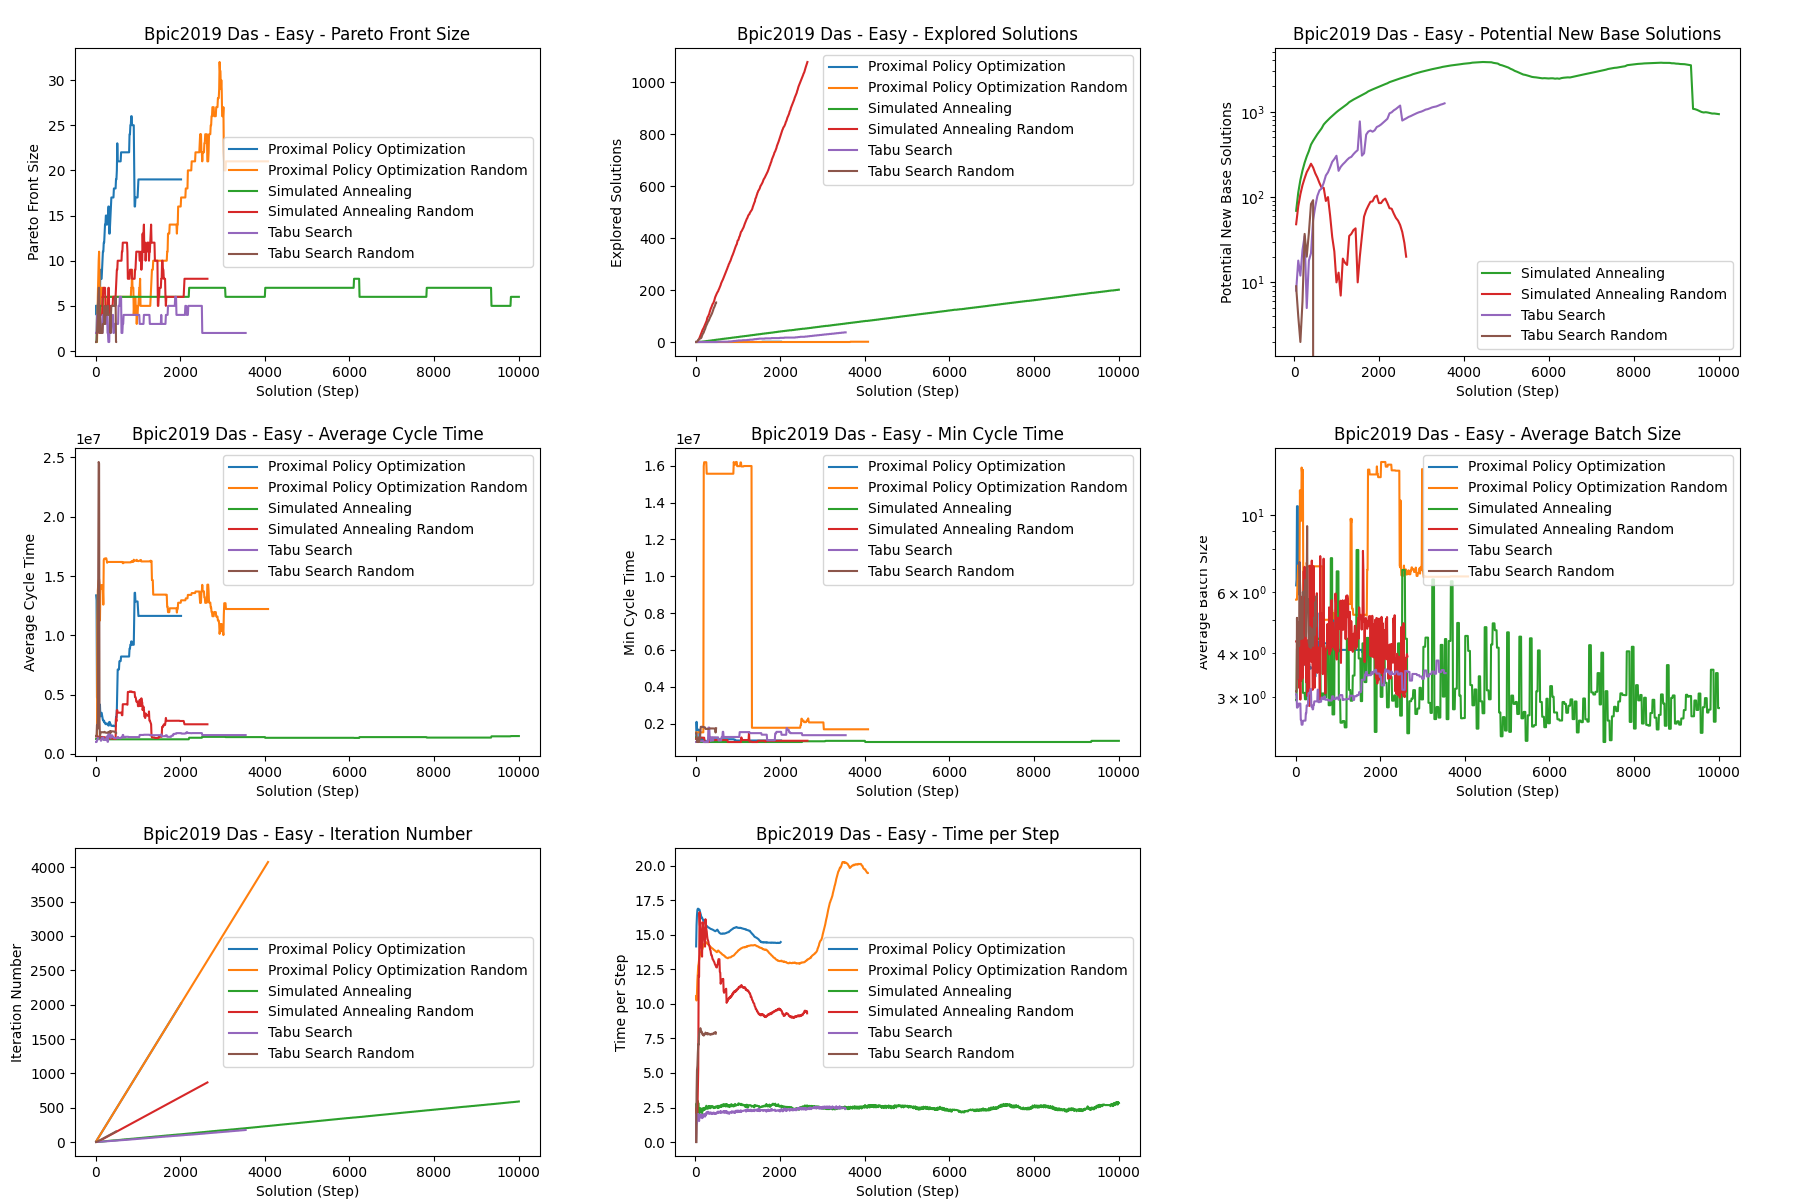 Bpic2019 Das - Easy - Pareto Front Size
Pareto Front Size
30
25
20
15
10
5
0
Proximal Policy Optimization
Proximal Policy Optimization Random
Simulated Annealing
Simulated Annealing Random
Tabu Search
Tabu Search Random
0 2000 4000 6000 8000 10000
Solution (Step)
Bpic2019 Das - Easy - Explored Solutions
Explored Solutions
1000
800
600
400
200
0
Proximal Policy Optimization
Proximal Policy Optimization Random
Simulated Annealing
Simulated Annealing Random
Tabu Search
Tabu Search Random
0 2000 4000 6000 8000 10000
Solution (Step)
Bpic2019 Das - Easy - Potential New Base Solutions
Potential New Base Solutions
10³
10²
10¹
Simulated Annealing
Simulated Annealing Random
Tabu Search
Tabu Search Random
0 2000 4000 6000 8000 10000
Solution (Step)
Bpic2019 Das - Easy - Average Cycle Time
1e7
Average Cycle Time
2.5
2.0
1.5
1.0
0.5
0.0
Proximal Policy Optimization
Proximal Policy Optimization Random
Simulated Annealing
Simulated Annealing Random
Tabu Search
Tabu Search Random
0 2000 4000 6000 8000 10000
Solution (Step)
Bpic2019 Das - Easy - Min Cycle Time
1e7
Min Cycle Time
1.6
1.4
1.2
1.0
0.8
0.6
0.4
0.2
Proximal Policy Optimization
Proximal Policy Optimization Random
Simulated Annealing
Simulated Annealing Random
Tabu Search
Tabu Search Random
0 2000 4000 6000 8000 10000
Solution (Step)
Bpic2019 Das - Easy - Average Batch Size
Average Batch Size
10¹
6 × 10⁰
4 × 10⁰
3 × 10⁰
Proximal Policy Optimization
Proximal Policy Optimization Random
Simulated Annealing
Simulated Annealing Random
Tabu Search
Tabu Search Random
0 2000 4000 6000 8000 10000
Solution (Step)
Bpic2019 Das - Easy - Iteration Number
Iteration Number
4000
3500
3000
2500
2000
1500
1000
500
0
Proximal Policy Optimization
Proximal Policy Optimization Random
Simulated Annealing
Simulated Annealing Random
Tabu Search
Tabu Search Random
0 2000 4000 6000 8000 10000
Solution (Step)
Bpic2019 Das - Easy - Time per Step
Time per Step
20.0
17.5
15.0
12.5
10.0
7.5
5.0
2.5
0.0
Proximal Policy Optimization
Proximal Policy Optimization Random
Simulated Annealing
Simulated Annealing Random
Tabu Search
Tabu Search Random
0 2000 4000 6000 8000 10000
Solution (Step)